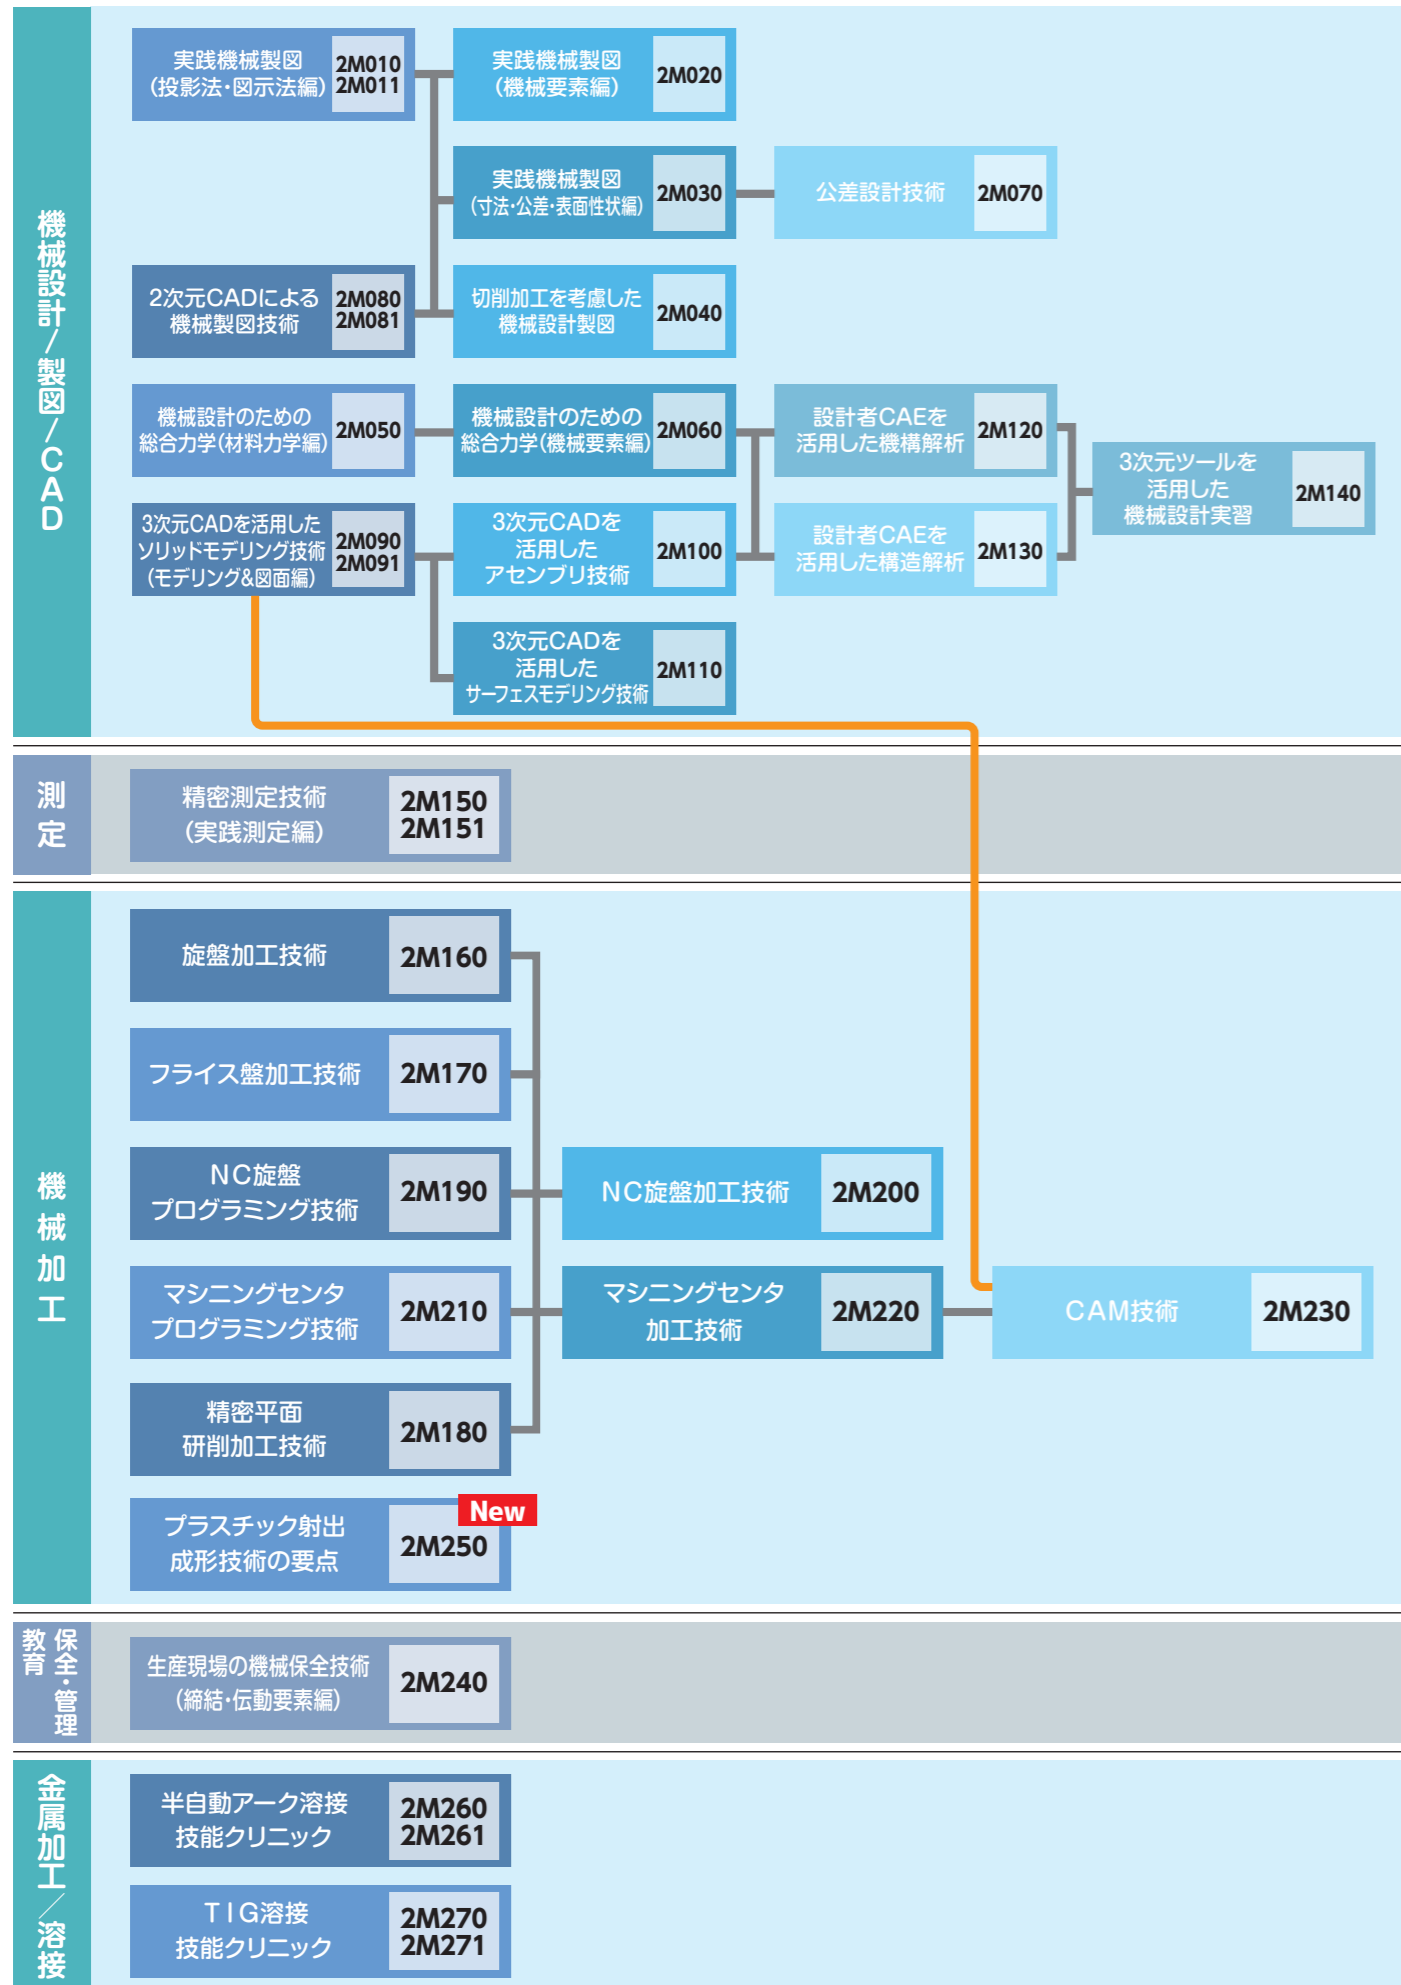 機械設計/製図/CAD
実践機械製図
(投影法・図示法編)
2M010
2M011
実践機械製図
(機械要素編)
2M020
実践機械製図
(寸法・公差・表面性状編)
2M030
公差設計技術
2M070
2次元CADによる
機械製図技術
2M080
2M081
切削加工を考慮した
機械設計製図
2M040
機械設計のための
総合力学(材料力学編)
2M050
機械設計のための
総合力学(機械要素編)
2M060
設計者CAEを
活用した機構解析
2M120
3次元ツールを
活用した
機械設計実習
2M140
3次元CADを活用した
ソリッドモデリング技術
(モデリング&図面編)
2M090
2M091
3次元CADを
活用した
アセンブリ技術
2M100
設計者CAEを
活用した構造解析
2M130
3次元CADを
活用した
サーフェスモデリング技術
2M110
測定
精密測定技術
(実践測定編)
2M150
2M151
機械加工
旋盤加工技術
2M160
フライス盤加工技術
2M170
NC旋盤
プログラミング技術
2M190
NC旋盤加工技術
2M200
マシニングセンタ
プログラミング技術
2M210
マシニングセンタ
加工技術
2M220
CAM技術
2M230
精密平面
研削加工技術
2M180
プラスチック射出
成形技術の要点
New
2M250
保全・管理
教育
生産現場の機械保全技術
(締結・伝動要素編)
2M240
金属加工/溶接
半自動アーク溶接
技能クリニック
2M260
2M261
TIG溶接
技能クリニック
2M270
2M271